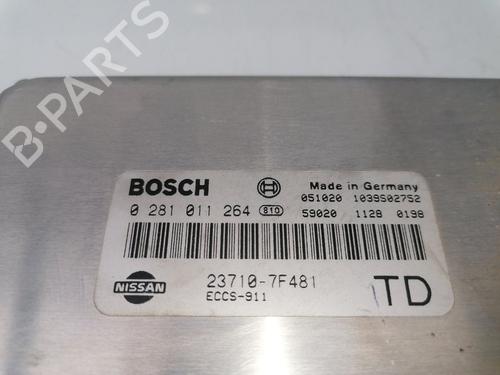 B-PARTS
BOSCH
Made in Germany
051020 1039S02752
0 281 011 264 810 59020 1128 0198
23710-7F481
ECCS-911
NISSAN
TD